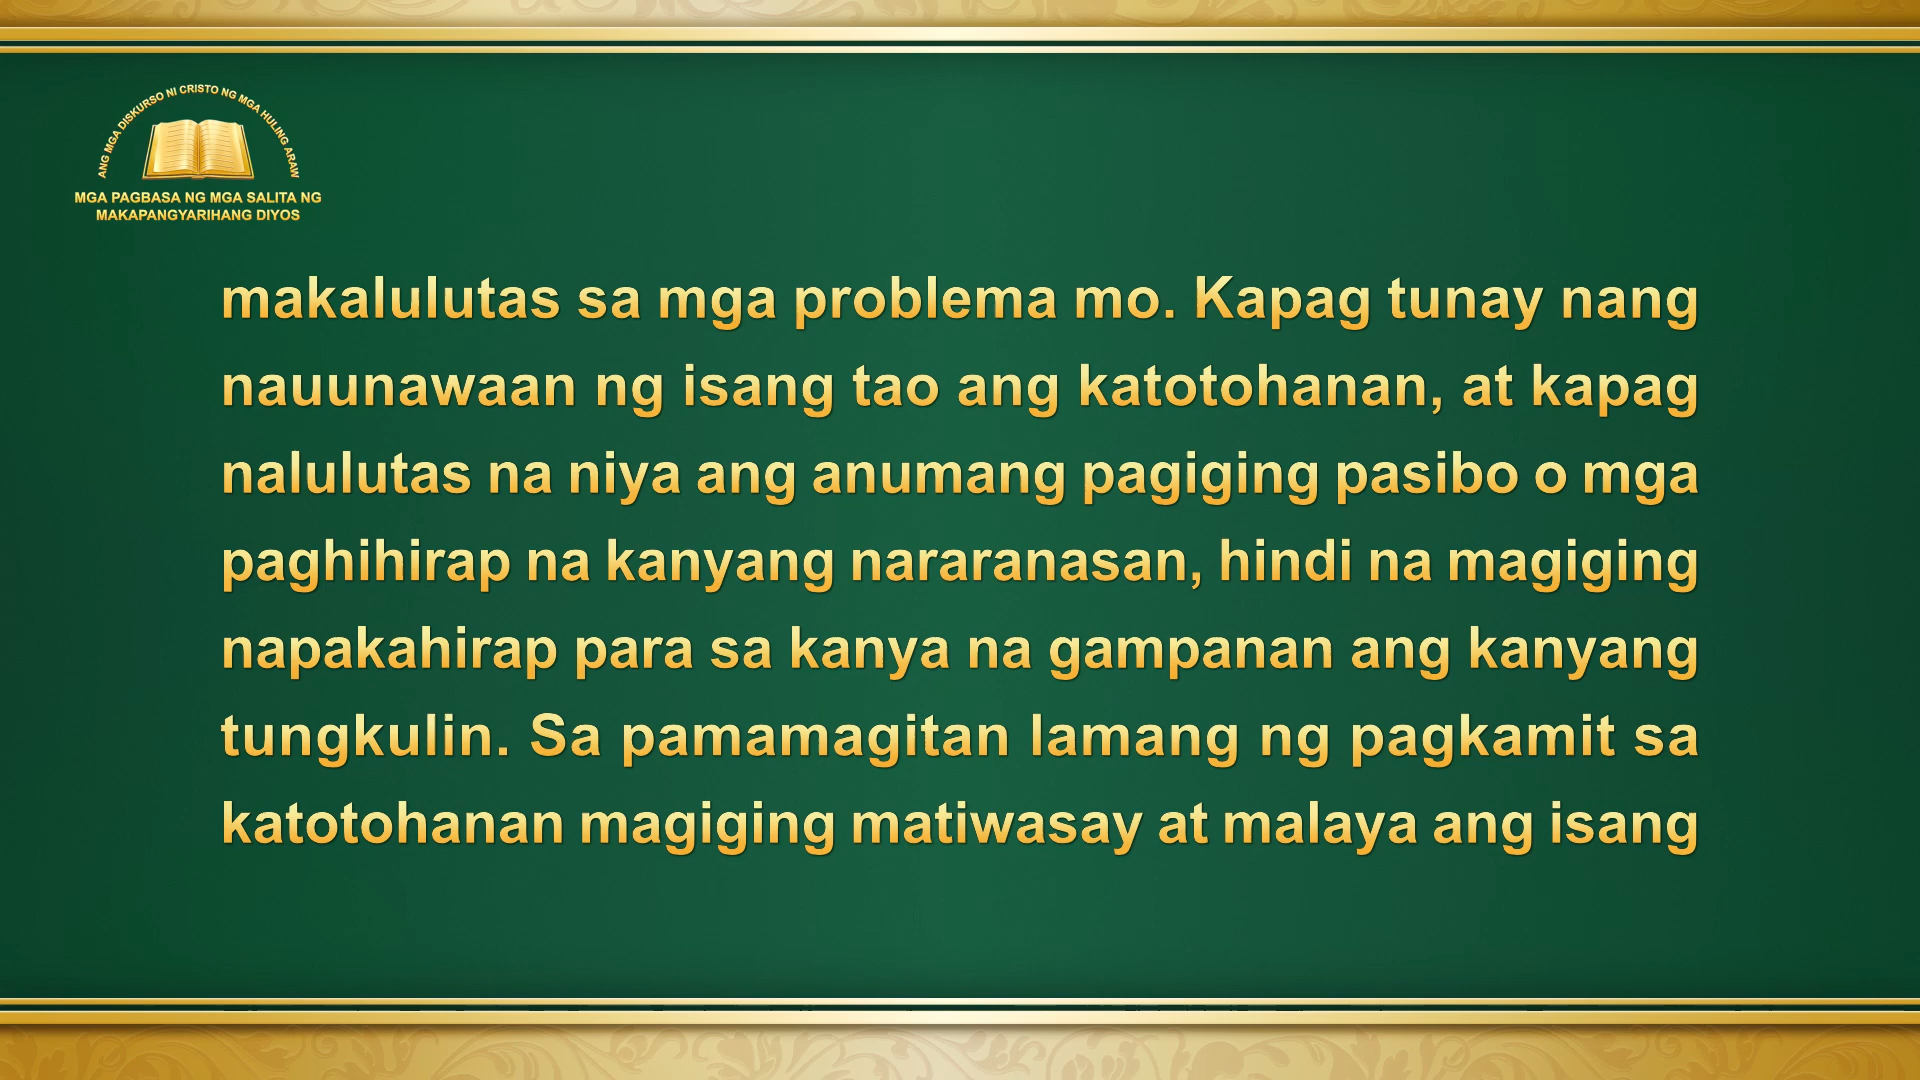 ANG MGA DISKURSO NI CRISTO NG MGA HULING ARAW
MGA PAGBASA NG MGA SALITA NG
MAKAPANGYARIHANG DIYOS
makalulutas sa mga problema mo. Kapag tunay nang
nauunawaan ng isang tao ang katotohanan, at kapag
nalulutas na niya ang anumang pagiging pasibo o mga
paghihirap na kanyang nararanasan, hindi na magiging
napakahirap para sa kanya na gampanan ang kanyang
tungkulin. Sa pamamagitan lamang ng pagkamit sa
katotohanan magiging matiwasay at malaya ang isang